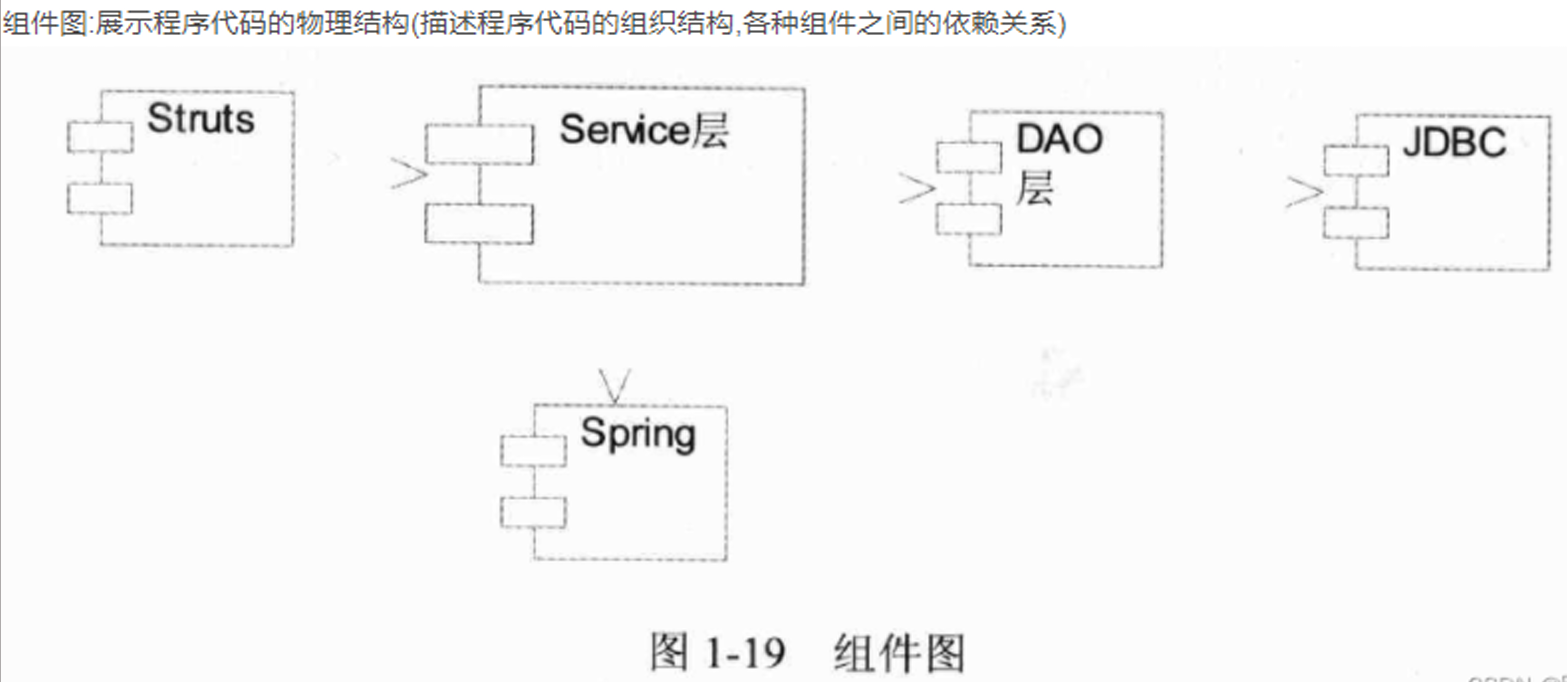 组件图:展示程序代码的物理结构(描述程序代码的组织结构,各种组件之间的依赖关系)
Struts
Service层
DAO
层
JDBC
Spring
图 1-19 组件图